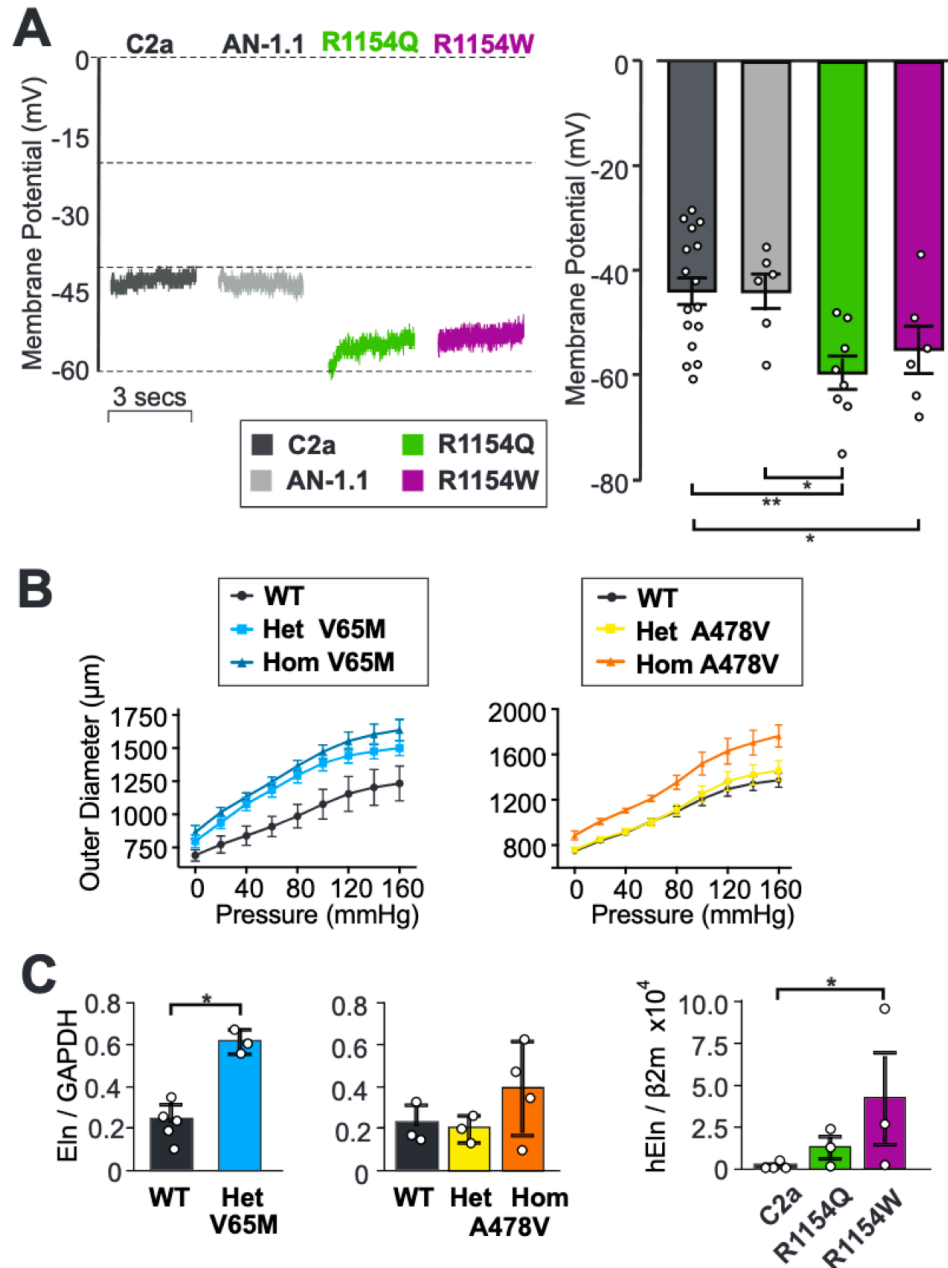 A
C2a AN-1.1 R1154Q R1154W
Membrane Potential (mV)
0
-15
-30
-45
-60
3 secs
C2a
AN-1.1
R1154Q
R1154W
Membrane Potential (mV)
0
-20
-40
-60
-80
*
**
*
B
WT
Het V65M
Hom V65M
Outer Diameter (µm)
1750
1500
1250
1000
750
0 40 80 120 160
Pressure (mmHg)
WT
Het A478V
Hom A478V
2000
1600
1200
800
0 40 80 120 160
Pressure (mmHg)
C
Eln / GAPDH
0.8
0.6
0.4
0.2
0
*
WT Het
V65M
0.8
0.6
0.4
0.2
0
WT Het Hom
A478V
hEln / β2m x10⁴
10.0
7.5
5.0
2.5
0
*
C2a
R1154Q
R1154W